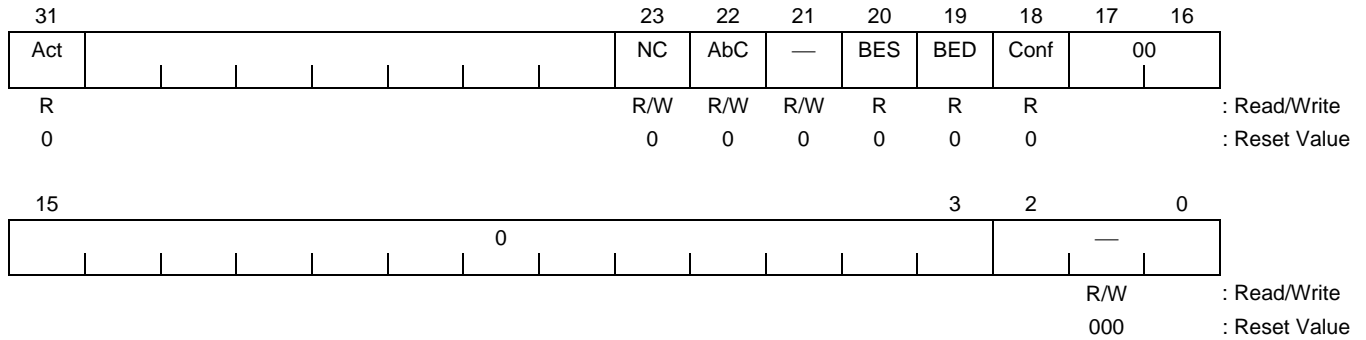 31 23 22 21 20 19 18 17 16
Act NC AbC — BES BED Conf 00
R R/W R/W R/W R R R : Read/Write
0 0 0 0 0 0 0 : Reset Value
15 3 2 0
0 —
R/W : Read/Write
000 : Reset Value